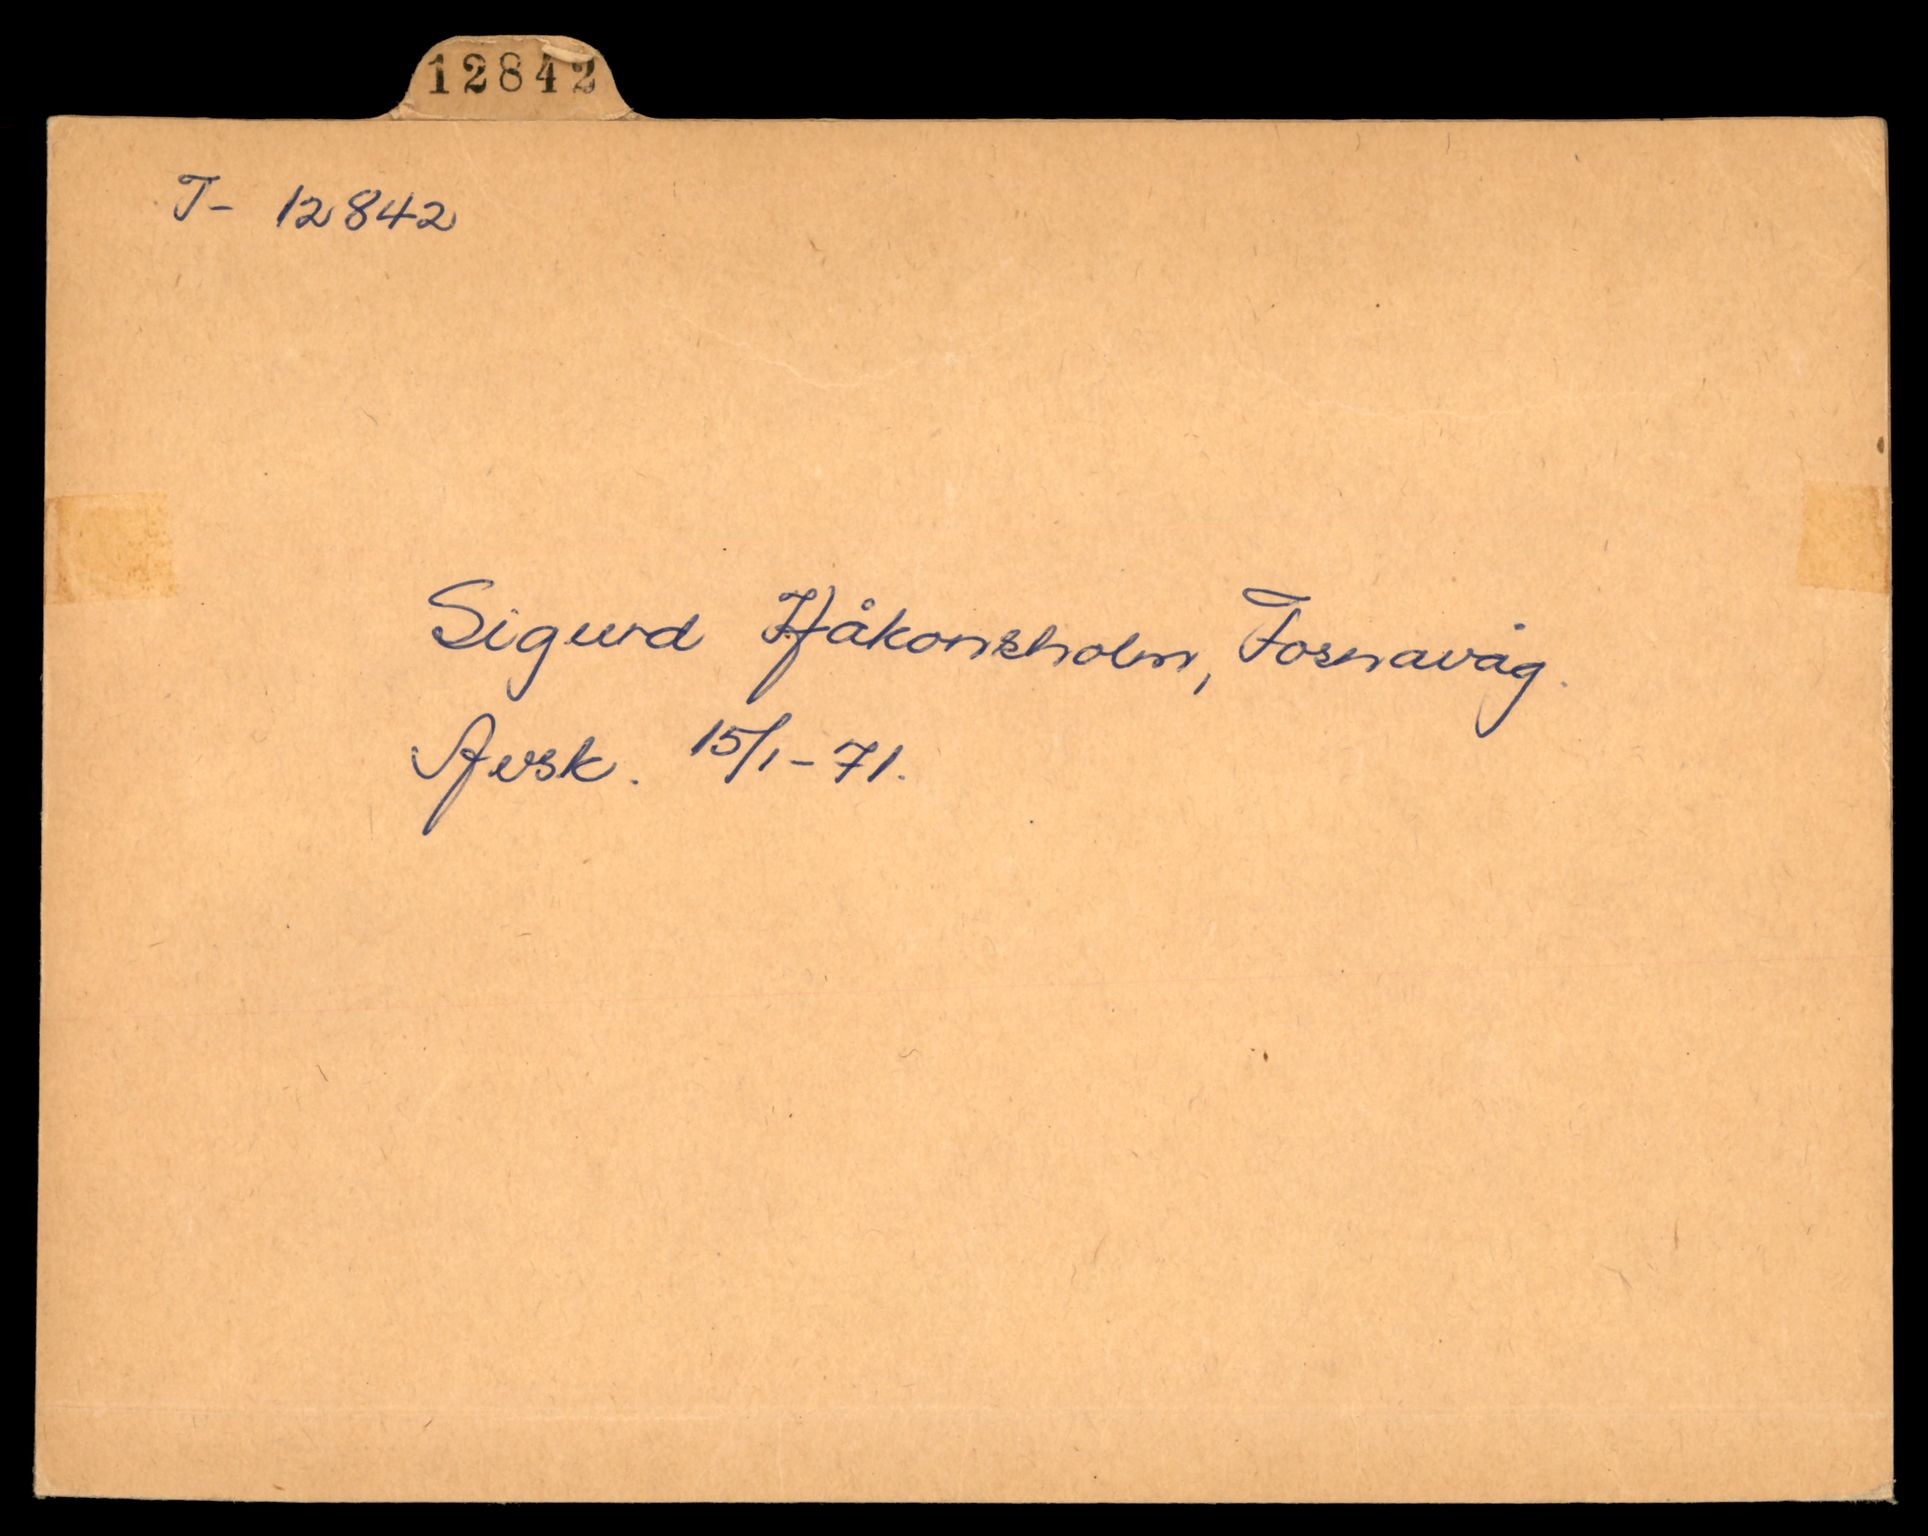 12842
T- 12842
Sigurd Håkonsholm, Fosnavåg.
Avsk. 15/1-71.